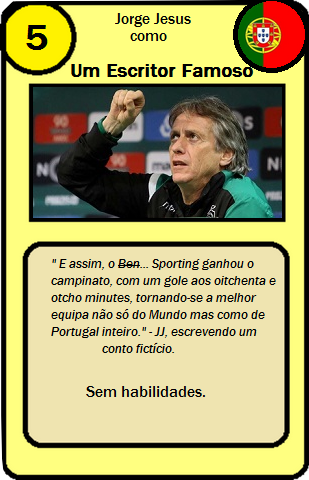 5
Jorge Jesus
como
Um Escritor Famoso
" E assim, o Ben... Sporting ganhou o
campinato, com um gole aos oitchenta e
otcho minutes, tornando-se a melhor
equipa não só do Mundo mas como de
Portugal inteiro." - JJ, escrevendo um
conto fictício.
Sem habilidades.